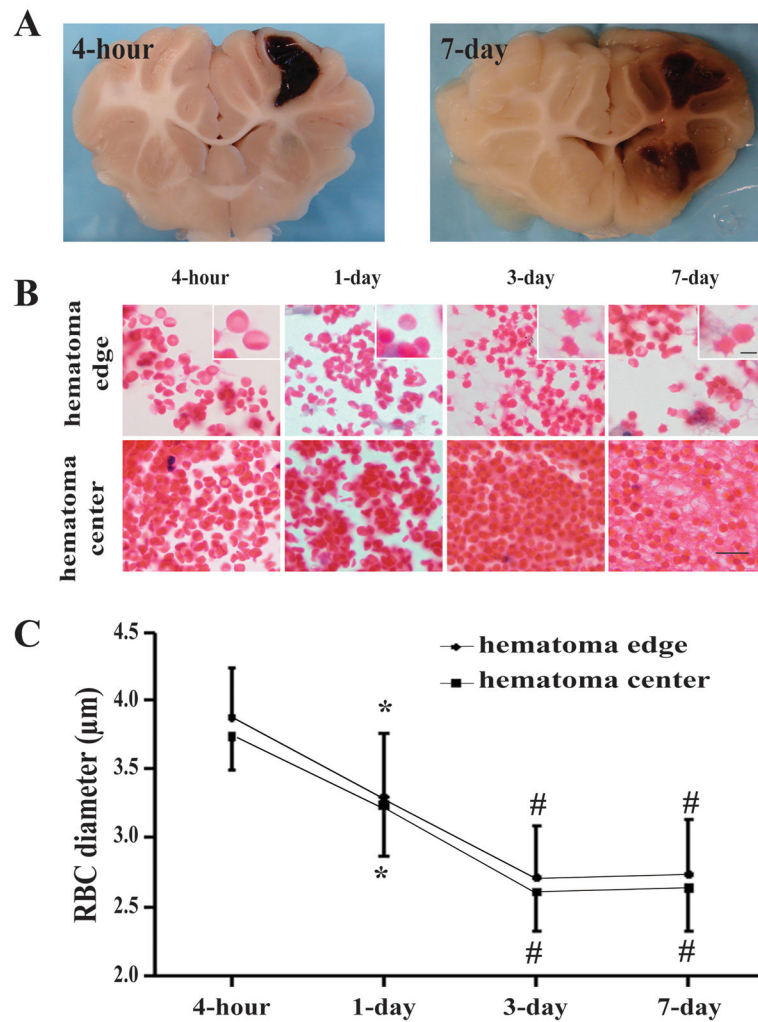 A
4-hour
7-day
4-hour 1-day 3-day 7-day
B
hematoma
edge
hematoma
center
C
4.5
4.0
3.5
3.0
2.5
2.0
RBC diameter (μm)
hematoma edge
hematoma center
*
*
# #
# #
4-hour 1-day 3-day 7-day